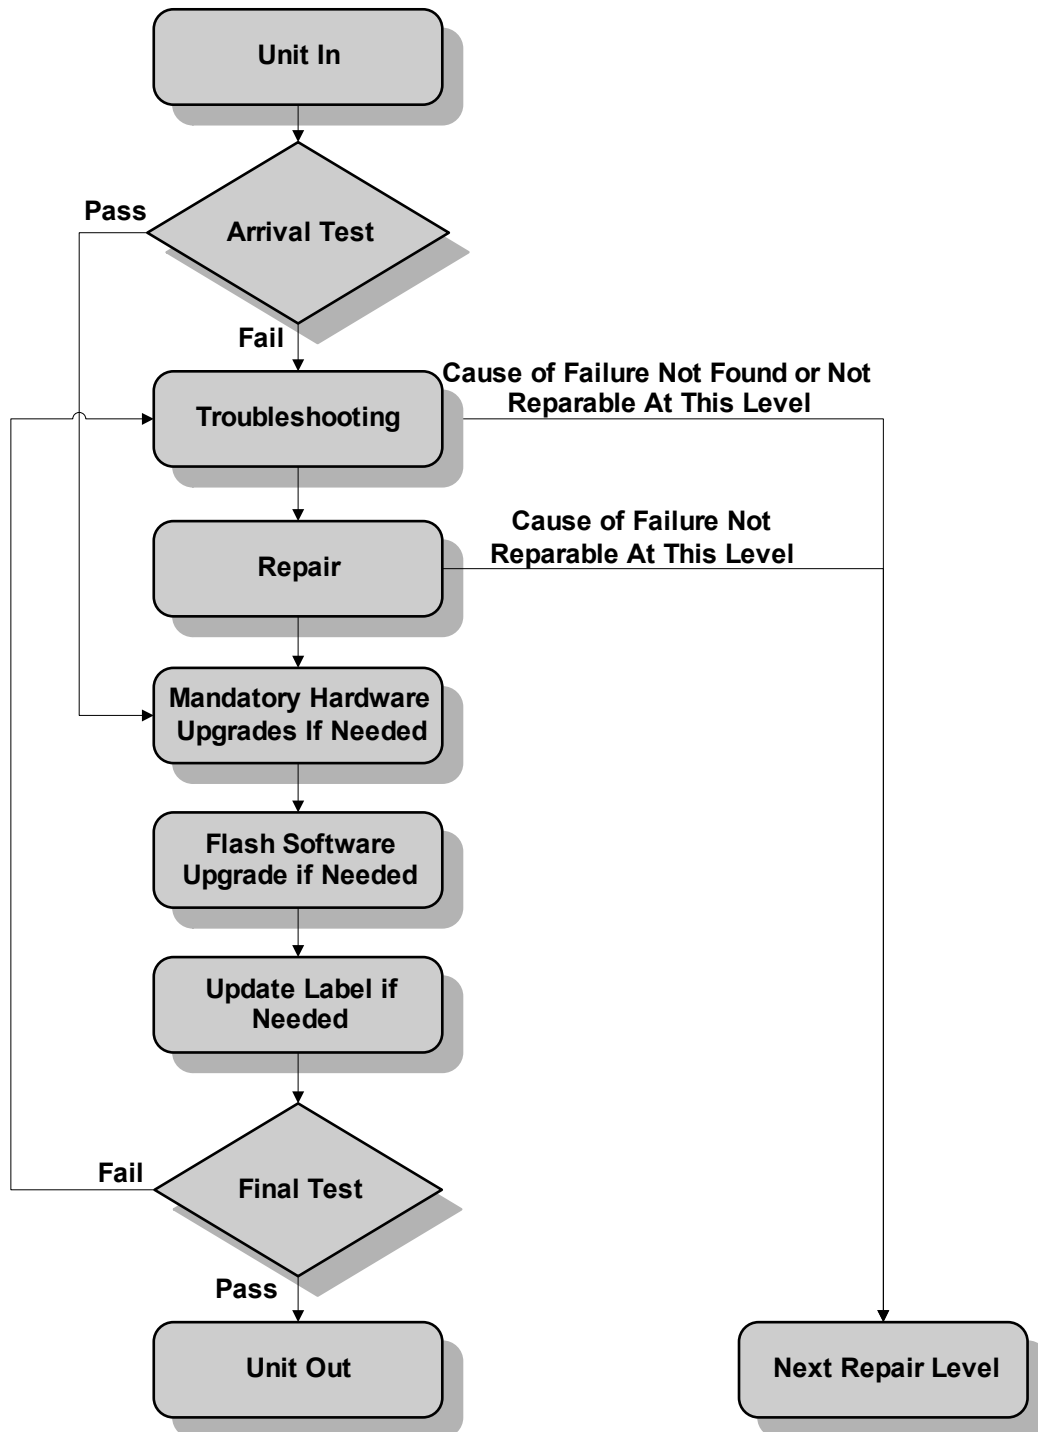 Unit In
Pass
Arrival Test
Fail
Cause of Failure Not Found or Not
Reparable At This Level
Troubleshooting
Cause of Failure Not
Reparable At This Level
Repair
Mandatory Hardware
Upgrades If Needed
Flash Software
Upgrade if Needed
Update Label if
Needed
Fail
Final Test
Pass
Unit Out
Next Repair Level